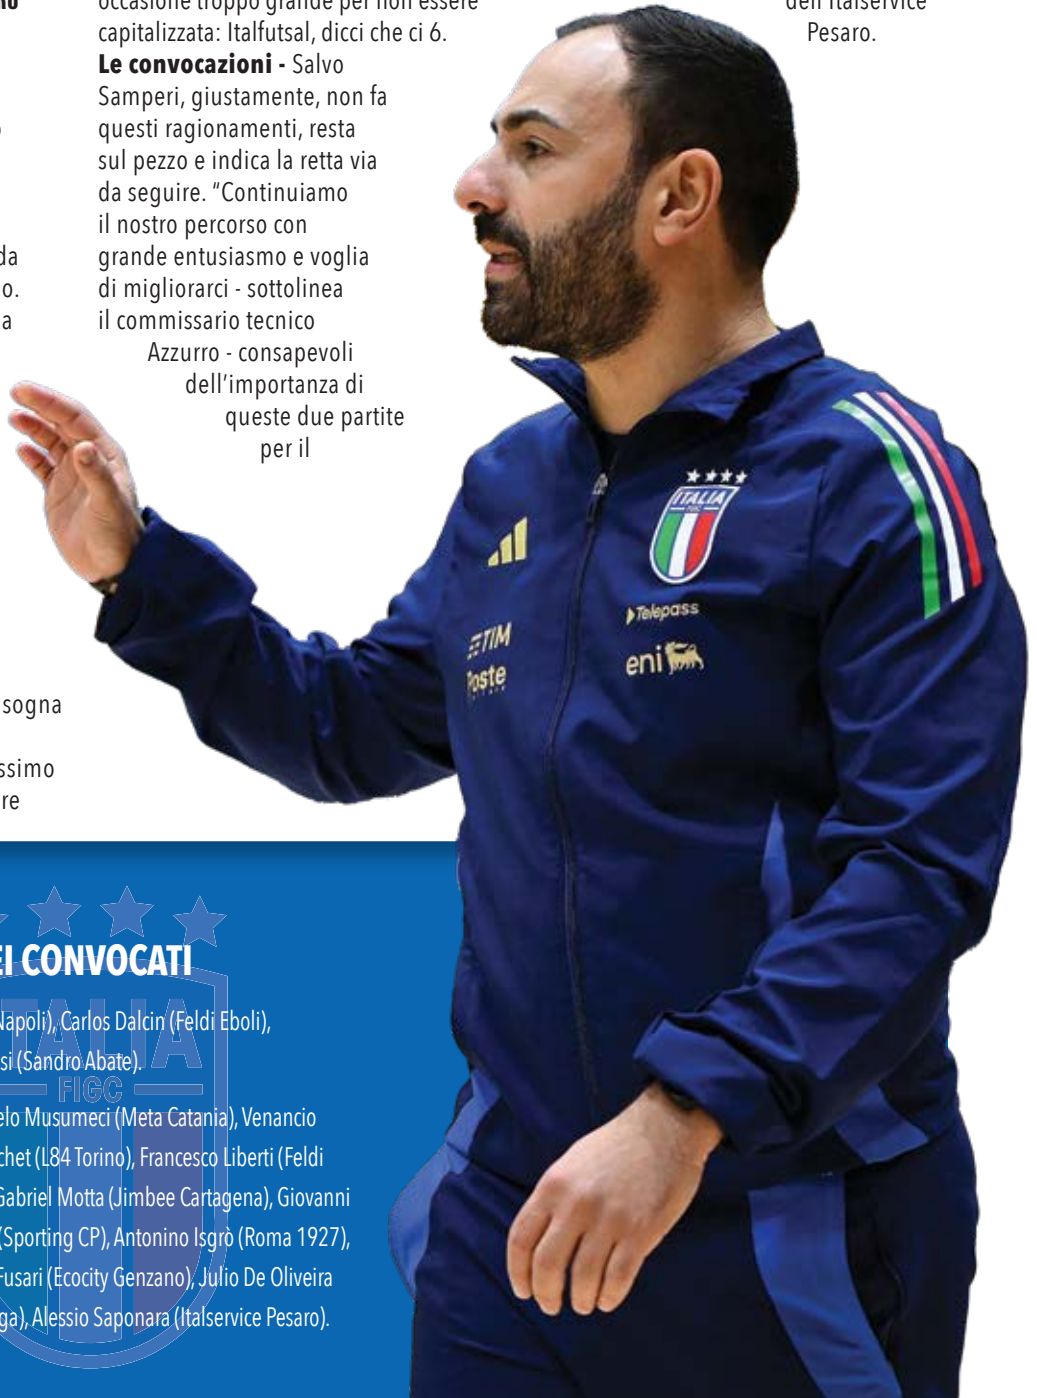 occasione troppo grande per non essere
capitalizzata: Italfutsal, dicci che ci 6.
Le convocazioni - Salvo
Samperi, giustamente, non fa
questi ragionamenti, resta
sul pezzo e indica la retta via
da seguire. "Continuiamo
il nostro percorso con
grande entusiasmo e voglia
di migliorarci - sottolinea
il commissario tecnico
Azzurro - consapevoli
dell'importanza di
queste due partite
per il
dell'Italservice
Pesaro.
da
o.
a
sogna
ssimo
re
ITALIA
FIGC
Telepass
eni
TIM
Poste
EI CONVOCATI
Napoli), Carlos Dalcin (Feldi Eboli),
si (Sandro Abate).
elo Musumeci (Meta Catania), Venancio
chet (L84 Torino), Francesco Liberti (Feldi
Gabriel Motta (Jimbee Cartagena), Giovanni
(Sporting CP), Antonino Isgrò (Roma 1927),
Fusari (Ecocity Genzano), Julio De Oliveira
ga), Alessio Saponara (Italservice Pesaro).
ITALIA
FIGC